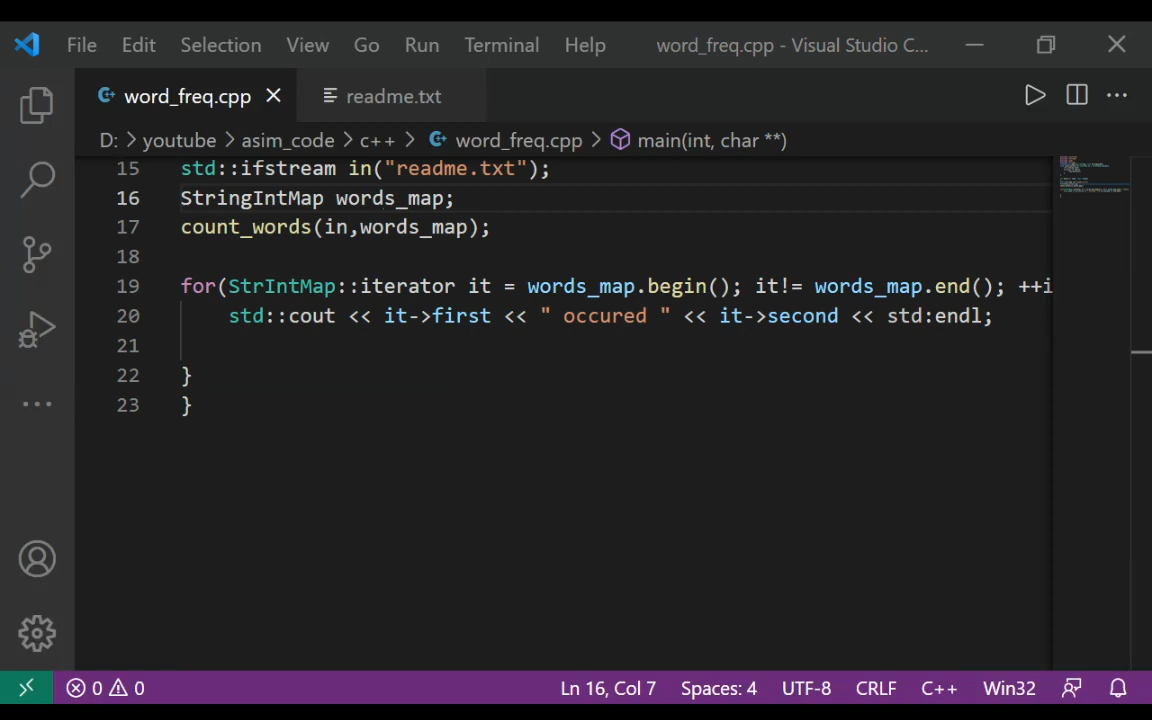 File Edit Selection View Go Run Terminal Help word_freq.cpp - Visual Studio C...
word_freq.cpp readme.txt
D: > youtube > asim_code > c++ > word_freq.cpp > main(int, char **)
15 std::ifstream in("readme.txt");
16 StringIntMap words_map;
17 count_words(in,words_map);
18
19 for(StrIntMap::iterator it = words_map.begin(); it!= words_map.end(); ++i
20 std::cout << it->first << " occured " << it->second << std:endl;
21
22 }
23 }
0 0 Ln 16, Col 7 Spaces: 4 UTF-8 CRLF C++ Win32